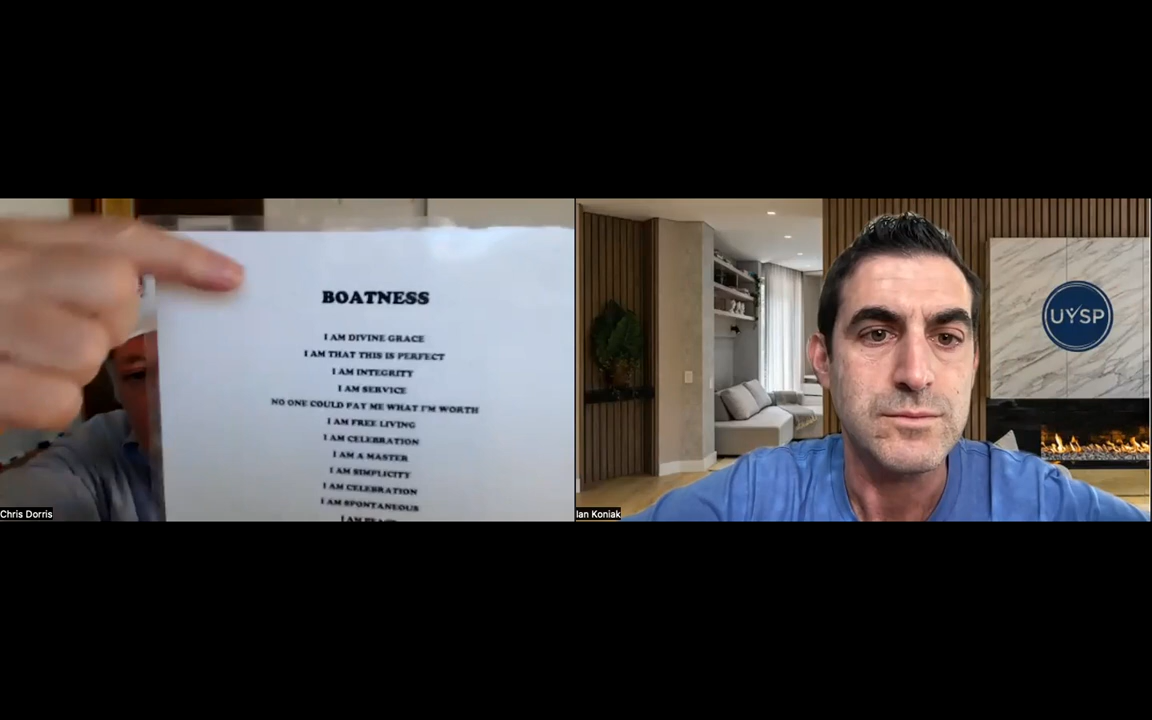 BOATNESS
I AM DIVINE GRACE
I AM THAT THIS IS PERFECT
I AM INTEGRITY
I AM SERVICE
NO ONE COULD PAY ME WHAT I'M WORTH
I AM FREE LIVING
I AM CELEBRATION
I AM A MASTER
I AM SIMPLICITY
I AM CELEBRATION
I AM SPONTANEOUS
I AM
UYSP
Chris Dorris
Ian Koniak